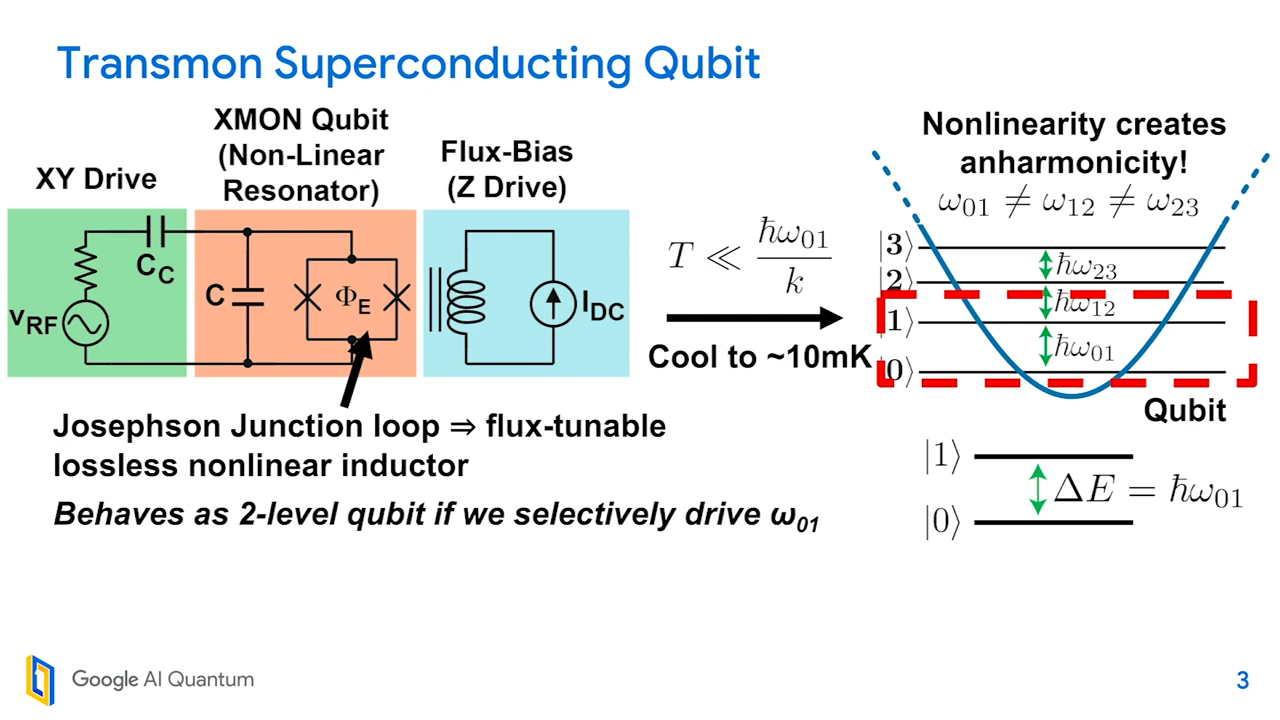 Transmon Superconducting Qubit
XY Drive
XMON Qubit
(Non-Linear
Resonator)
Flux-Bias
(Z Drive)
C_C
v_RF
C
Φ_E
I_DC
T ≪ ħω₀₁ / k
Cool to ~10mK
Nonlinearity creates
anharmonicity!
ω₀₁ ≠ ω₁₂ ≠ ω₂₃
|3⟩
ħω₂₃
|2⟩
ħω₁₂
|1⟩
ħω₀₁
|0⟩
Qubit
Josephson Junction loop ⇒ flux-tunable
lossless nonlinear inductor
Behaves as 2-level qubit if we selectively drive ω₀₁
|1⟩
ΔE = ħω₀₁
|0⟩
Google AI Quantum
3